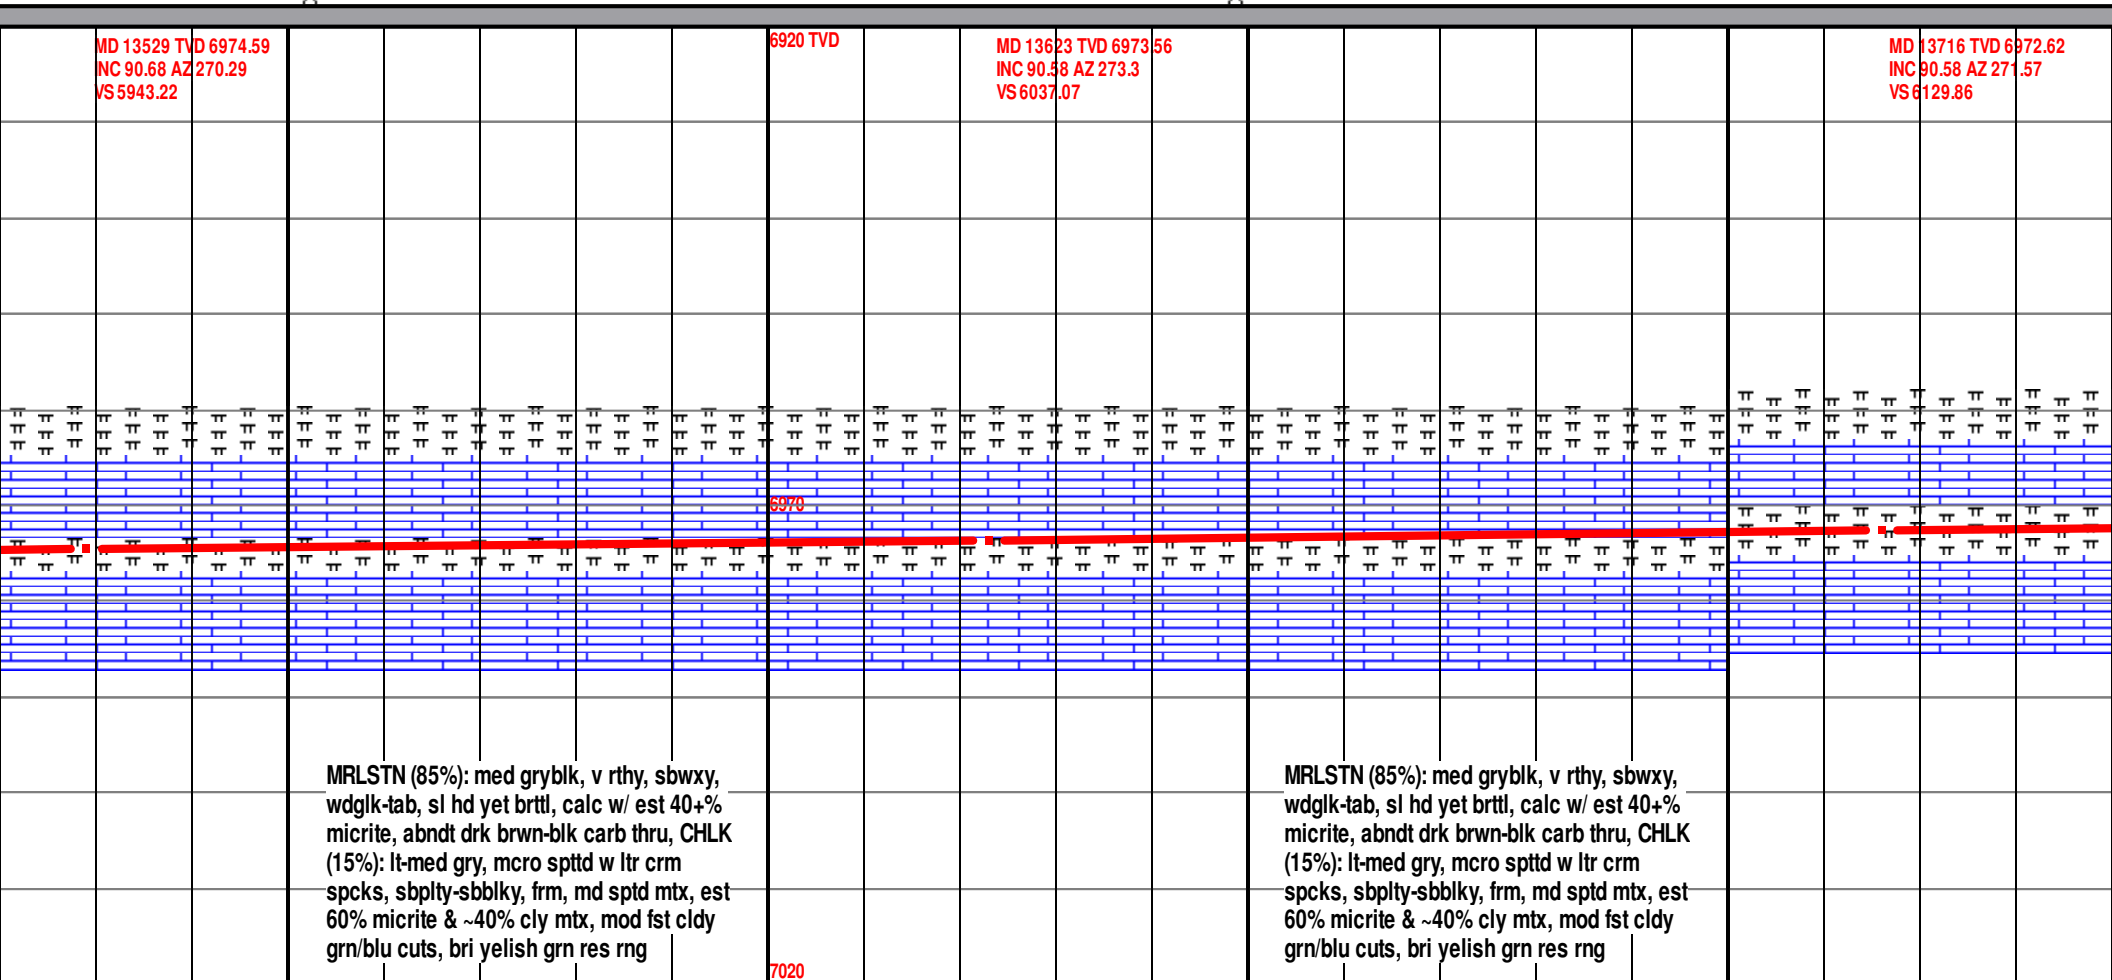 MD 13529 TVD 6974.59
INC 90.68 AZ 270.29
VS 5943.22
6920 TVD
MD 13623 TVD 6973.56
INC 90.58 AZ 273.3
VS 6037.07
MD 13716 TVD 6972.62
INC 90.58 AZ 271.57
VS 6129.86
6970
MRLSTN (85%): med gryblk, v rthy, sbwxy,
wdglk-tab, sl hd yet brttl, calc w/ est 40+%
micrite, abndt drk brwn-blk carb thru, CHLK
(15%): lt-med gry, mcro spttd w ltr crm
spcks, sbplty-sbblky, frm, md sptd mtx, est
60% micrite & ~40% cly mtx, mod fst cldy
grn/blu cuts, bri yelish grn res rng
MRLSTN (85%): med gryblk, v rthy, sbwxy,
wdglk-tab, sl hd yet brttl, calc w/ est 40+%
micrite, abndt drk brwn-blk carb thru, CHLK
(15%): lt-med gry, mcro spttd w ltr crm
spcks, sbplty-sbblky, frm, md sptd mtx, est
60% micrite & ~40% cly mtx, mod fst cldy
grn/blu cuts, bri yelish grn res rng
7020